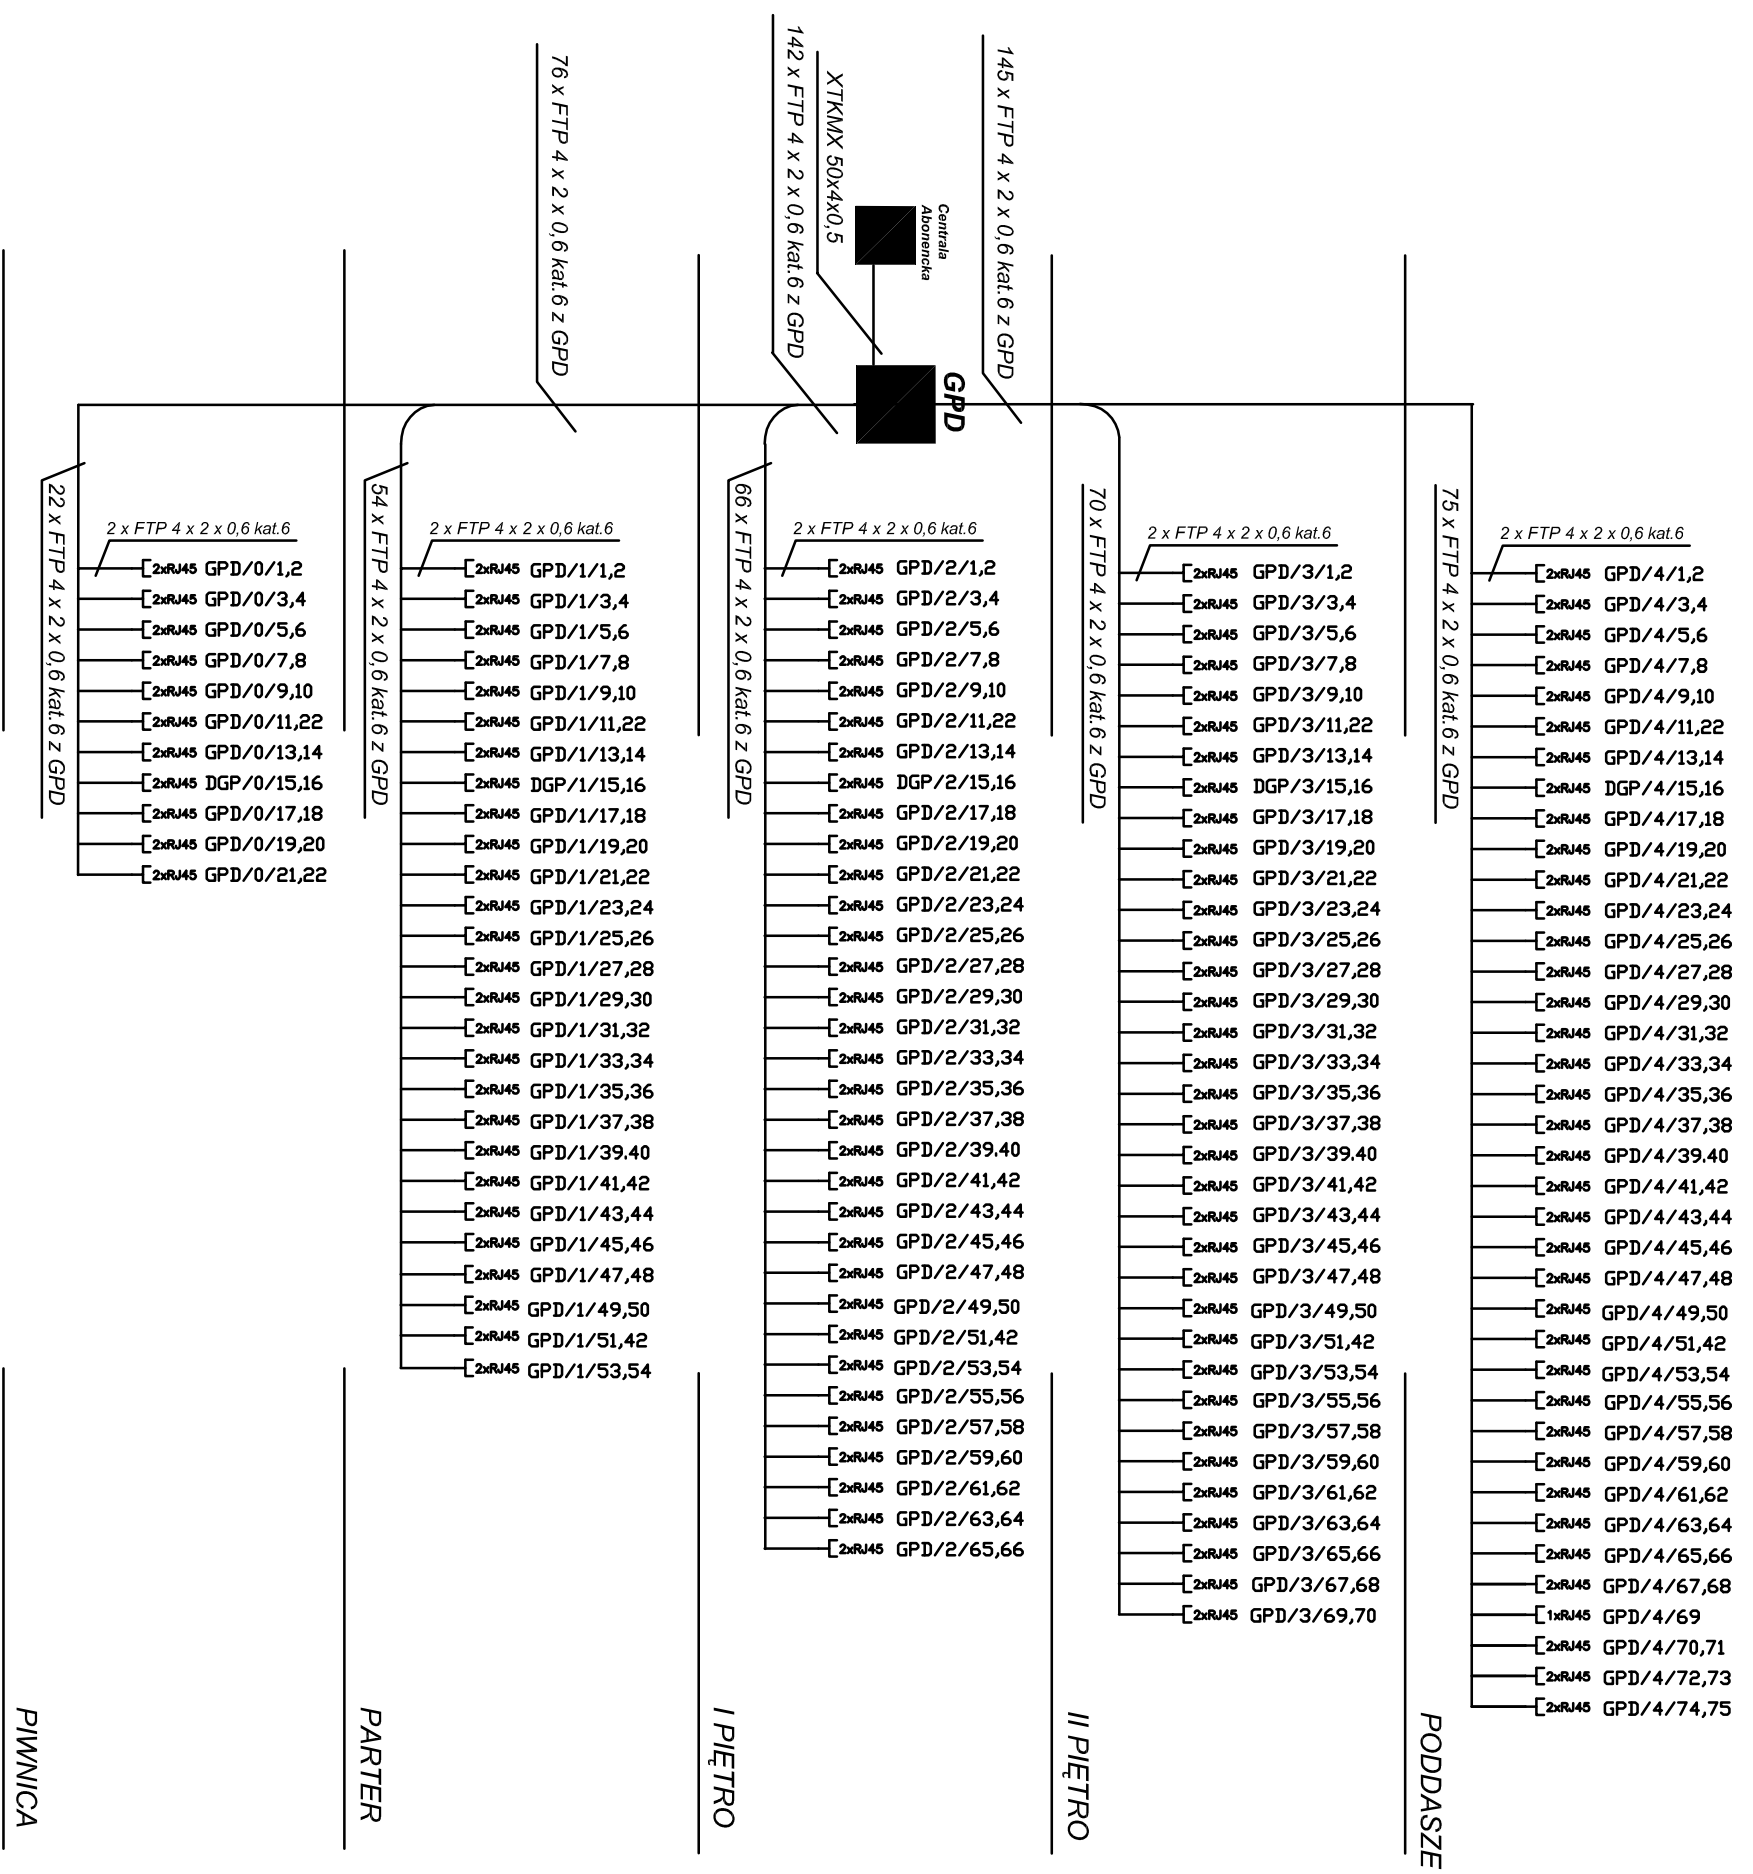 145 x FTP 4 x 2 x 0,6 kat.6 z GPD
XTKMX 50x4x0,5
142 x FTP 4 x 2 x 0,6 kat.6 z GPD
76 x FTP 4 x 2 x 0,6 kat.6 z GPD
Centrala
Abonencka
GPD
22 x FTP 4 x 2 x 0,6 kat.6 z GPD
2 x FTP 4 x 2 x 0,6 kat.6
2xRJ45 GPD/0/1,2
2xRJ45 GPD/0/3,4
2xRJ45 GPD/0/5,6
2xRJ45 GPD/0/7,8
2xRJ45 GPD/0/9,10
2xRJ45 GPD/0/11,22
2xRJ45 GPD/0/13,14
2xRJ45 DGP/0/15,16
2xRJ45 GPD/0/17,18
2xRJ45 GPD/0/19,20
2xRJ45 GPD/0/21,22
PIWNICA
54 x FTP 4 x 2 x 0,6 kat.6 z GPD
2 x FTP 4 x 2 x 0,6 kat.6
2xRJ45 GPD/1/1,2
2xRJ45 GPD/1/3,4
2xRJ45 GPD/1/5,6
2xRJ45 GPD/1/7,8
2xRJ45 GPD/1/9,10
2xRJ45 GPD/1/11,22
2xRJ45 GPD/1/13,14
2xRJ45 DGP/1/15,16
2xRJ45 GPD/1/17,18
2xRJ45 GPD/1/19,20
2xRJ45 GPD/1/21,22
2xRJ45 GPD/1/23,24
2xRJ45 GPD/1/25,26
2xRJ45 GPD/1/27,28
2xRJ45 GPD/1/29,30
2xRJ45 GPD/1/31,32
2xRJ45 GPD/1/33,34
2xRJ45 GPD/1/35,36
2xRJ45 GPD/1/37,38
2xRJ45 GPD/1/39.40
2xRJ45 GPD/1/41,42
2xRJ45 GPD/1/43,44
2xRJ45 GPD/1/45,46
2xRJ45 GPD/1/47,48
2xRJ45 GPD/1/49,50
2xRJ45 GPD/1/51,42
2xRJ45 GPD/1/53,54
PARTER
66 x FTP 4 x 2 x 0,6 kat.6 z GPD
2 x FTP 4 x 2 x 0,6 kat.6
2xRJ45 GPD/2/1,2
2xRJ45 GPD/2/3,4
2xRJ45 GPD/2/5,6
2xRJ45 GPD/2/7,8
2xRJ45 GPD/2/9,10
2xRJ45 GPD/2/11,22
2xRJ45 GPD/2/13,14
2xRJ45 DGP/2/15,16
2xRJ45 GPD/2/17,18
2xRJ45 GPD/2/19,20
2xRJ45 GPD/2/21,22
2xRJ45 GPD/2/23,24
2xRJ45 GPD/2/25,26
2xRJ45 GPD/2/27,28
2xRJ45 GPD/2/29,30
2xRJ45 GPD/2/31,32
2xRJ45 GPD/2/33,34
2xRJ45 GPD/2/35,36
2xRJ45 GPD/2/37,38
2xRJ45 GPD/2/39.40
2xRJ45 GPD/2/41,42
2xRJ45 GPD/2/43,44
2xRJ45 GPD/2/45,46
2xRJ45 GPD/2/47,48
2xRJ45 GPD/2/49,50
2xRJ45 GPD/2/51,42
2xRJ45 GPD/2/53,54
2xRJ45 GPD/2/55,56
2xRJ45 GPD/2/57,58
2xRJ45 GPD/2/59,60
2xRJ45 GPD/2/61,62
2xRJ45 GPD/2/63,64
2xRJ45 GPD/2/65,66
I PIĘTRO
70 x FTP 4 x 2 x 0,6 kat.6 z GPD
2 x FTP 4 x 2 x 0,6 kat.6
2xRJ45 GPD/3/1,2
2xRJ45 GPD/3/3,4
2xRJ45 GPD/3/5,6
2xRJ45 GPD/3/7,8
2xRJ45 GPD/3/9,10
2xRJ45 GPD/3/11,22
2xRJ45 GPD/3/13,14
2xRJ45 DGP/3/15,16
2xRJ45 GPD/3/17,18
2xRJ45 GPD/3/19,20
2xRJ45 GPD/3/21,22
2xRJ45 GPD/3/23,24
2xRJ45 GPD/3/25,26
2xRJ45 GPD/3/27,28
2xRJ45 GPD/3/29,30
2xRJ45 GPD/3/31,32
2xRJ45 GPD/3/33,34
2xRJ45 GPD/3/35,36
2xRJ45 GPD/3/37,38
2xRJ45 GPD/3/39.40
2xRJ45 GPD/3/41,42
2xRJ45 GPD/3/43,44
2xRJ45 GPD/3/45,46
2xRJ45 GPD/3/47,48
2xRJ45 GPD/3/49,50
2xRJ45 GPD/3/51,42
2xRJ45 GPD/3/53,54
2xRJ45 GPD/3/55,56
2xRJ45 GPD/3/57,58
2xRJ45 GPD/3/59,60
2xRJ45 GPD/3/61,62
2xRJ45 GPD/3/63,64
2xRJ45 GPD/3/65,66
2xRJ45 GPD/3/67,68
2xRJ45 GPD/3/69,70
II PIĘTRO
75 x FTP 4 x 2 x 0,6 kat.6 z GPD
2 x FTP 4 x 2 x 0,6 kat.6
2xRJ45 GPD/4/1,2
2xRJ45 GPD/4/3,4
2xRJ45 GPD/4/5,6
2xRJ45 GPD/4/7,8
2xRJ45 GPD/4/9,10
2xRJ45 GPD/4/11,22
2xRJ45 GPD/4/13,14
2xRJ45 DGP/4/15,16
2xRJ45 GPD/4/17,18
2xRJ45 GPD/4/19,20
2xRJ45 GPD/4/21,22
2xRJ45 GPD/4/23,24
2xRJ45 GPD/4/25,26
2xRJ45 GPD/4/27,28
2xRJ45 GPD/4/29,30
2xRJ45 GPD/4/31,32
2xRJ45 GPD/4/33,34
2xRJ45 GPD/4/35,36
2xRJ45 GPD/4/37,38
2xRJ45 GPD/4/39.40
2xRJ45 GPD/4/41,42
2xRJ45 GPD/4/43,44
2xRJ45 GPD/4/45,46
2xRJ45 GPD/4/47,48
2xRJ45 GPD/4/49,50
2xRJ45 GPD/4/51,42
2xRJ45 GPD/4/53,54
2xRJ45 GPD/4/55,56
2xRJ45 GPD/4/57,58
2xRJ45 GPD/4/59,60
2xRJ45 GPD/4/61,62
2xRJ45 GPD/4/63,64
2xRJ45 GPD/4/65,66
2xRJ45 GPD/4/67,68
1xRJ45 GPD/4/69
2xRJ45 GPD/4/70,71
2xRJ45 GPD/4/72,73
2xRJ45 GPD/4/74,75
PODDASZE